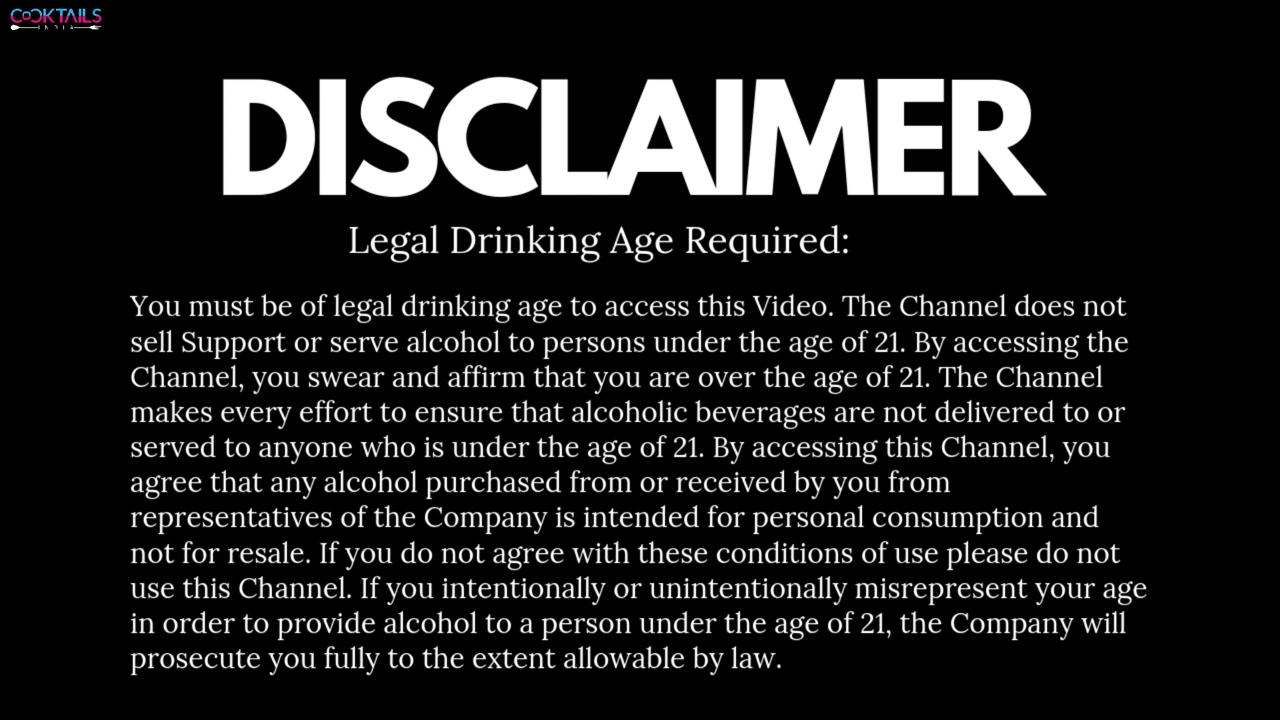 COOKTAILS
INDIA
DISCLAIMER
Legal Drinking Age Required:
You must be of legal drinking age to access this Video. The Channel does not
sell Support or serve alcohol to persons under the age of 21. By accessing the
Channel, you swear and affirm that you are over the age of 21. The Channel
makes every effort to ensure that alcoholic beverages are not delivered to or
served to anyone who is under the age of 21. By accessing this Channel, you
agree that any alcohol purchased from or received by you from
representatives of the Company is intended for personal consumption and
not for resale. If you do not agree with these conditions of use please do not
use this Channel. If you intentionally or unintentionally misrepresent your age
in order to provide alcohol to a person under the age of 21, the Company will
prosecute you fully to the extent allowable by law.